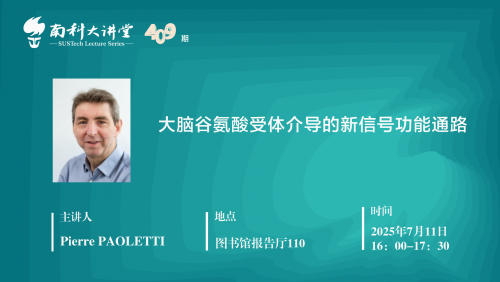 南科大讲堂
SUSTech Lecture Series
409期
大脑谷氨酸受体介导的新信号功能通路
主讲人
Pierre PAOLETTI
地点
图书馆报告厅110
时间
2025年7月11日
16：00-17：30